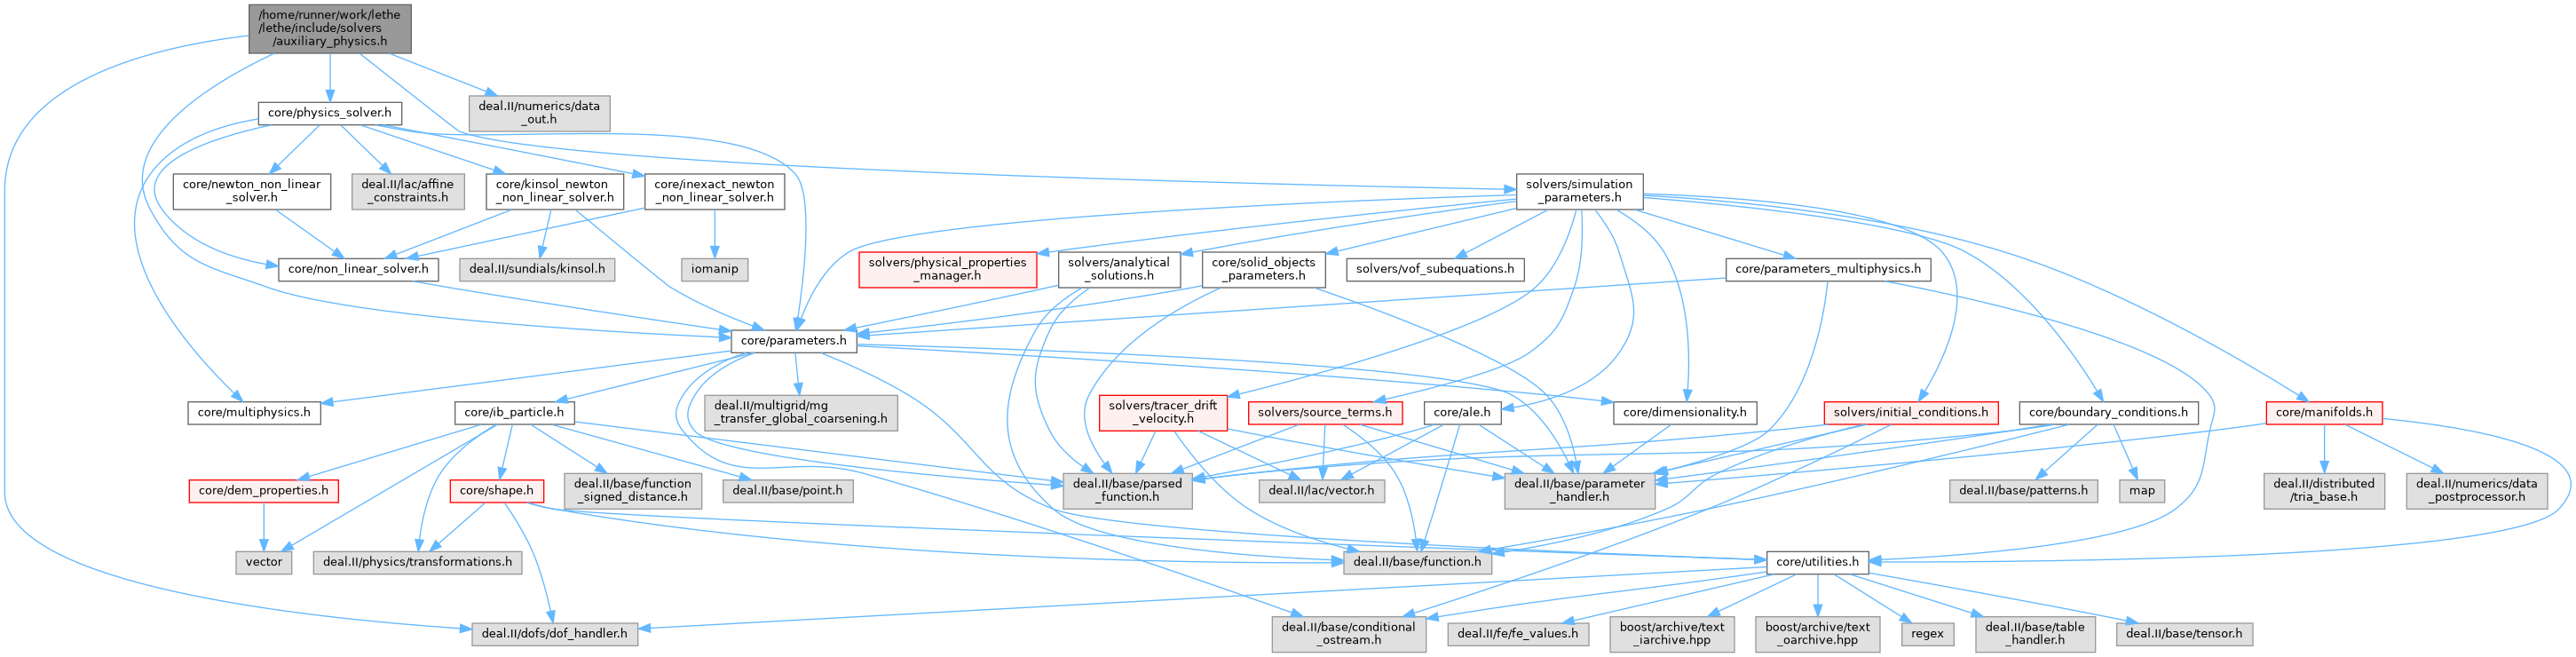 /home/runner/work/lethe
/lethe/include/solvers
/auxiliary_physics.h
deal.II/numerics/data
_out.h
core/physics_solver.h
core/newton_non_linear
_solver.h
deal.II/lac/affine
_constraints.h
core/kinsol_newton
_non_linear_solver.h
core/inexact_newton
_non_linear_solver.h
solvers/simulation
_parameters.h
core/non_linear_solver.h
deal.II/sundials/kinsol.h
iomanip
solvers/physical_properties
_manager.h
solvers/analytical
_solutions.h
core/solid_objects
_parameters.h
solvers/vof_subequations.h
core/parameters_multiphysics.h
core/parameters.h
core/multiphysics.h
core/ib_particle.h
deal.II/multigrid/mg
_transfer_global_coarsening.h
solvers/tracer_drift
_velocity.h
solvers/source_terms.h
core/ale.h
core/dimensionality.h
solvers/initial_conditions.h
core/boundary_conditions.h
core/manifolds.h
core/dem_properties.h
core/shape.h
deal.II/base/function
_signed_distance.h
deal.II/base/point.h
deal.II/base/parsed
_function.h
deal.II/lac/vector.h
deal.II/base/parameter
_handler.h
deal.II/base/patterns.h
map
deal.II/distributed
/tria_base.h
deal.II/numerics/data
_postprocessor.h
vector
deal.II/physics/transformations.h
deal.II/base/function.h
core/utilities.h
deal.II/dofs/dof_handler.h
deal.II/base/conditional
_ostream.h
deal.II/fe/fe_values.h
boost/archive/text
_iarchive.hpp
boost/archive/text
_oarchive.hpp
regex
deal.II/base/table
_handler.h
deal.II/base/tensor.h